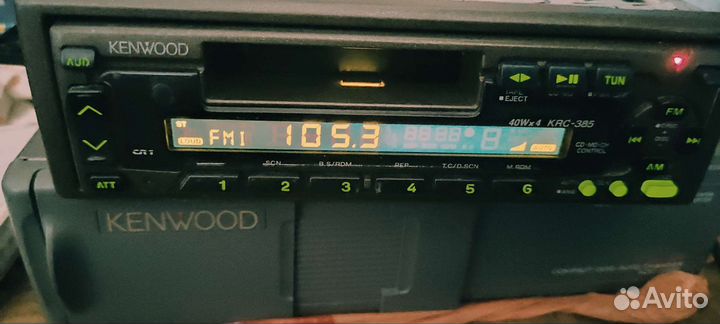 KENWOOD
AUD
TAPE
EJECT
TUN
40W×4 KRC-385
FM
ST
LOUD FM1 105.3
CD·MD·CH
CONTROL
AM
ATT
SCN B.S/RDM REP T.C/D.SCN M.RDM
1 2 3 4 5 6
KENWOOD
Avito